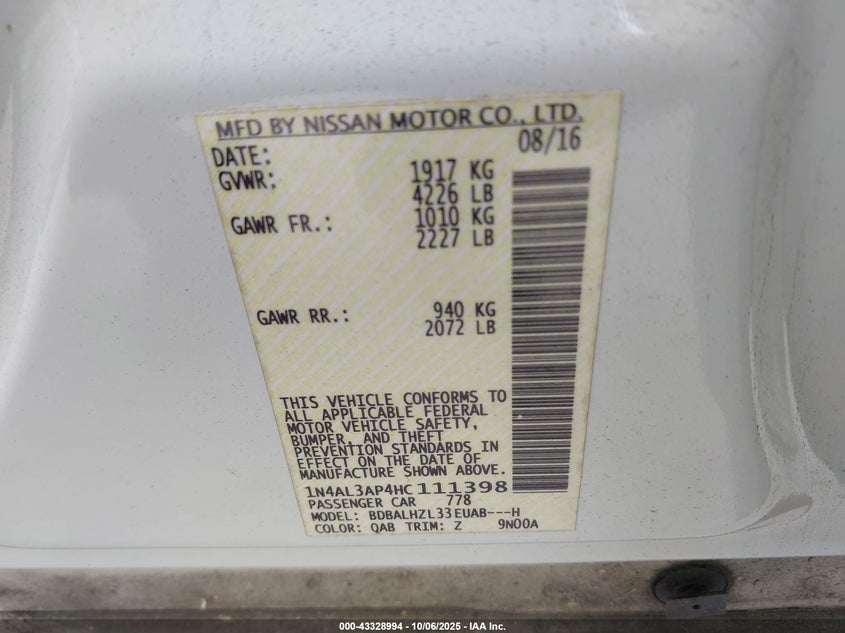 MFD BY NISSAN MOTOR CO., LTD.
DATE: 08/16
GVWR: 1917 KG
4226 LB
GAWR FR.: 1010 KG
2227 LB
GAWR RR.: 940 KG
2072 LB
THIS VEHICLE CONFORMS TO
ALL APPLICABLE FEDERAL
MOTOR VEHICLE SAFETY,
BUMPER, AND THEFT
PREVENTION STANDARDS IN
EFFECT ON THE DATE OF
MANUFACTURE SHOWN ABOVE.
1N4AL3AP4HC111398
PASSENGER CAR 778
MODEL: BDBALHZL33EUAB---H
COLOR: QAB TRIM: Z 9N00A
000-43328994 - 10/06/2025 - IAA Inc.